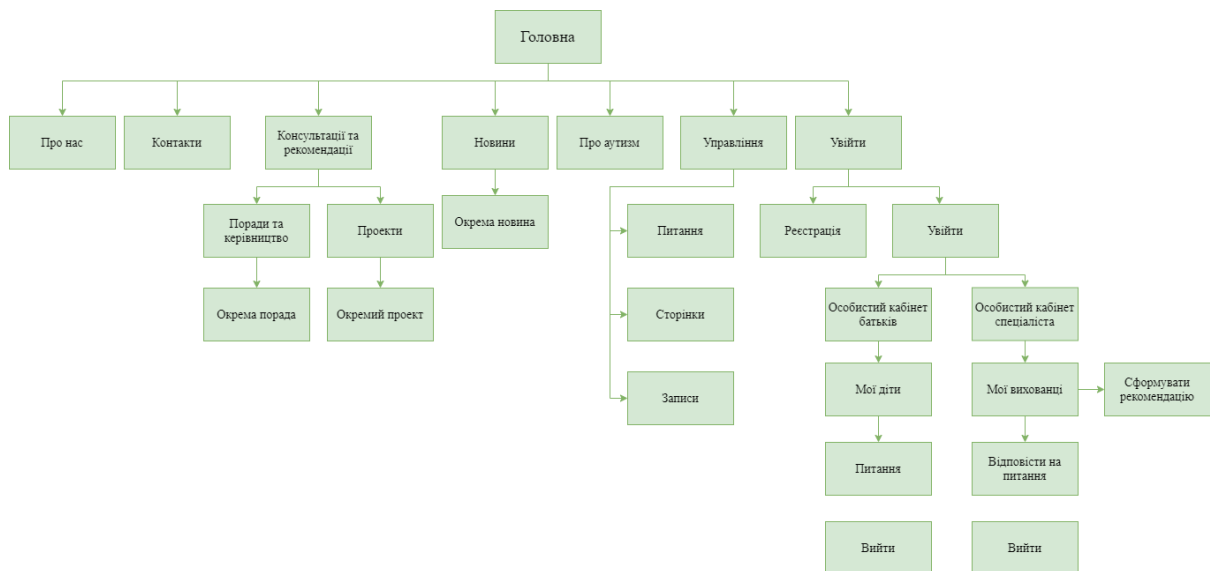 Головна
Про нас
Контакти
Консультації та
рекомендації
Новини
Про аутизм
Управління
Увійти
Поради та
керівництво
Проекти
Окрема новина
Питання
Реєстрація
Увійти
Окрема порада
Окремий проект
Сторінки
Особистий кабінет
батьків
Особистий кабінет
спеціаліста
Записи
Мої діти
Мої вихованці
Сформувати
рекомендацію
Питання
Відповісти на
питання
Вийти
Вийти